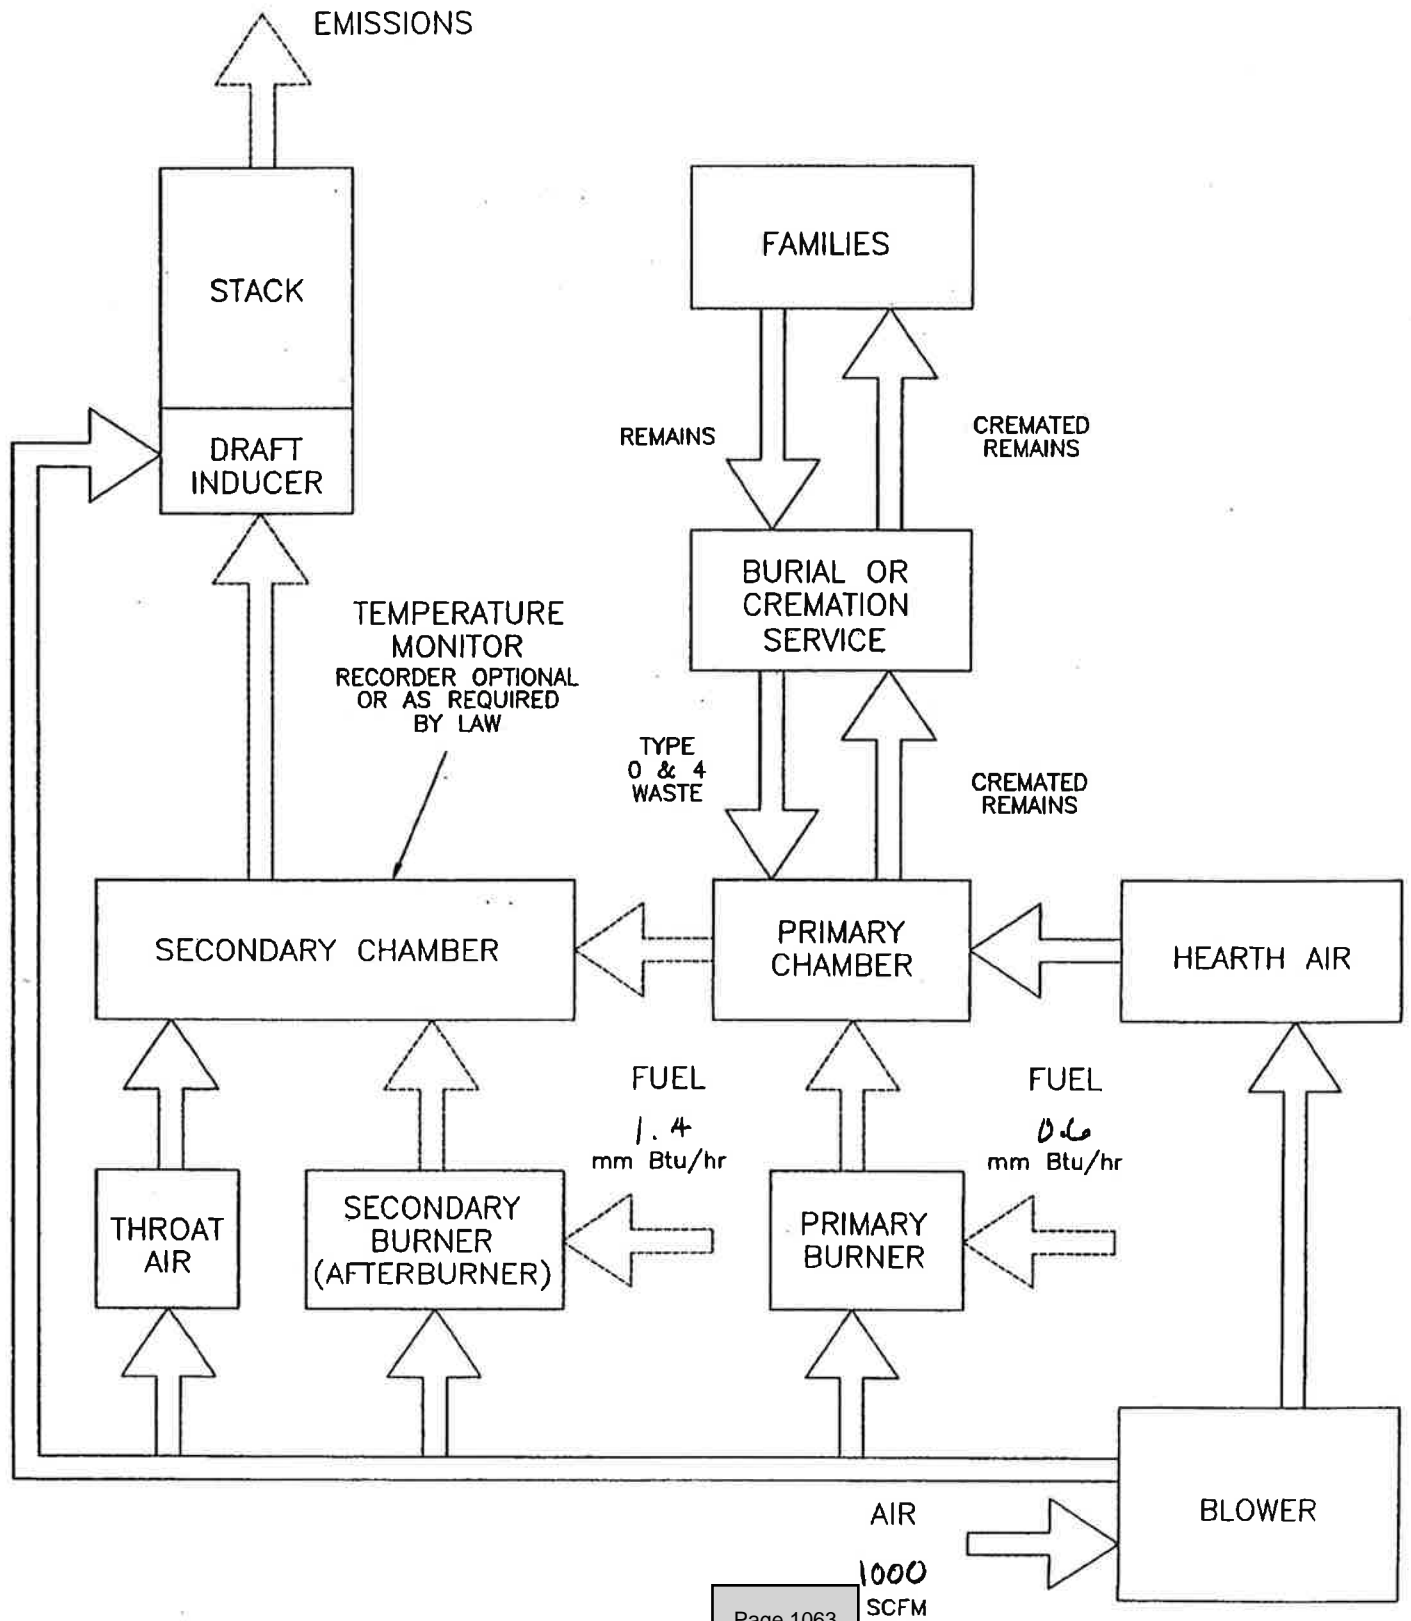 EMISSIONS
STACK
DRAFT
INDUCER
FAMILIES
REMAINS
CREMATED
REMAINS
BURIAL OR
CREMATION
SERVICE
TEMPERATURE
MONITOR
RECORDER OPTIONAL
OR AS REQUIRED
BY LAW
TYPE
0 & 4
WASTE
CREMATED
REMAINS
SECONDARY CHAMBER
PRIMARY
CHAMBER
HEARTH AIR
FUEL
1.4
mm Btu/hr
FUEL
0.6
mm Btu/hr
THROAT
AIR
SECONDARY
BURNER
(AFTERBURNER)
PRIMARY
BURNER
BLOWER
AIR
1000
SCFM
Page 1063